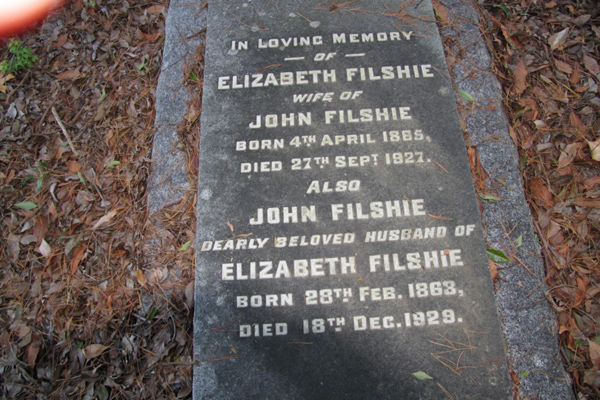 IN LOVING MEMORY
— OF —
ELIZABETH FILSHIE
WIFE OF
JOHN FILSHIE
BORN 4TH APRIL 1865,
DIED 27TH SEPT 1927.
ALSO
JOHN FILSHIE
DEARLY BELOVED HUSBAND OF
ELIZABETH FILSHIE
BORN 28TH FEB. 1863,
DIED 18TH DEC. 1929.